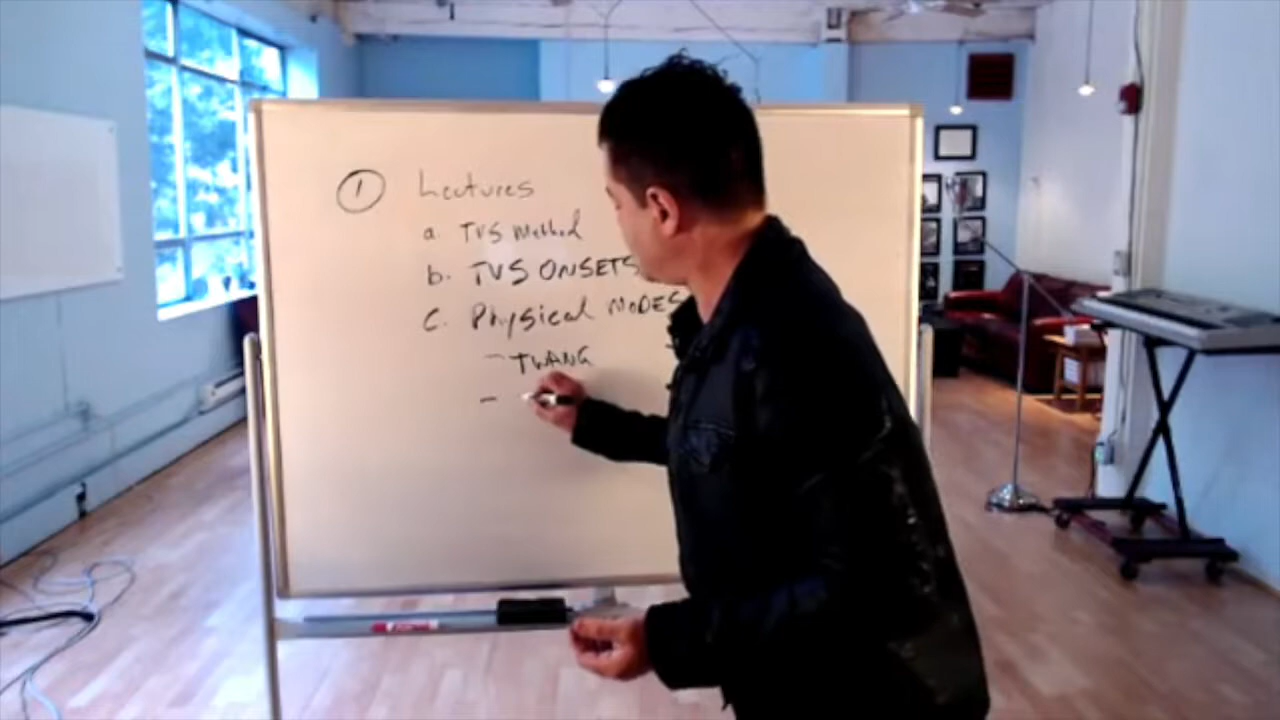 ① Lectures
a TVS Method
b. TVS ONSETS
C. Physical MODES
- TWANG
-